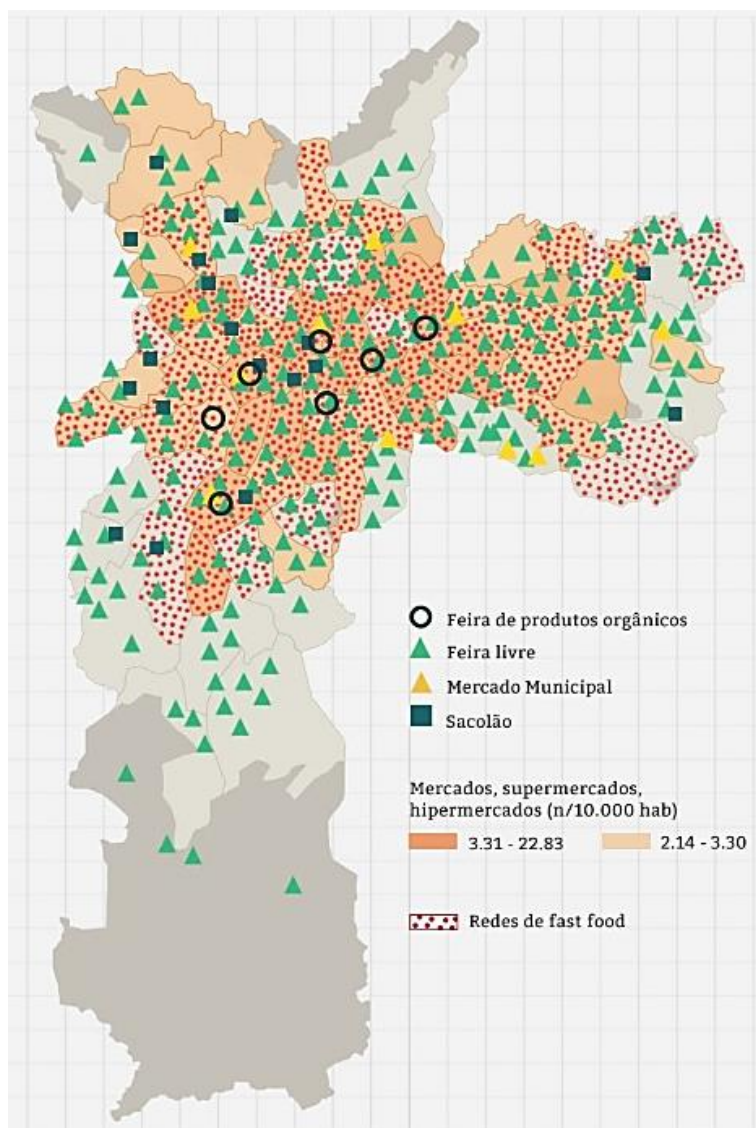 Feira de produtos orgânicos
Feira livre
Mercado Municipal
Sacolão
Mercados, supermercados,
hipermercados (n/10.000 hab)
3.31 - 22.83 2.14 - 3.30
Redes de fast food